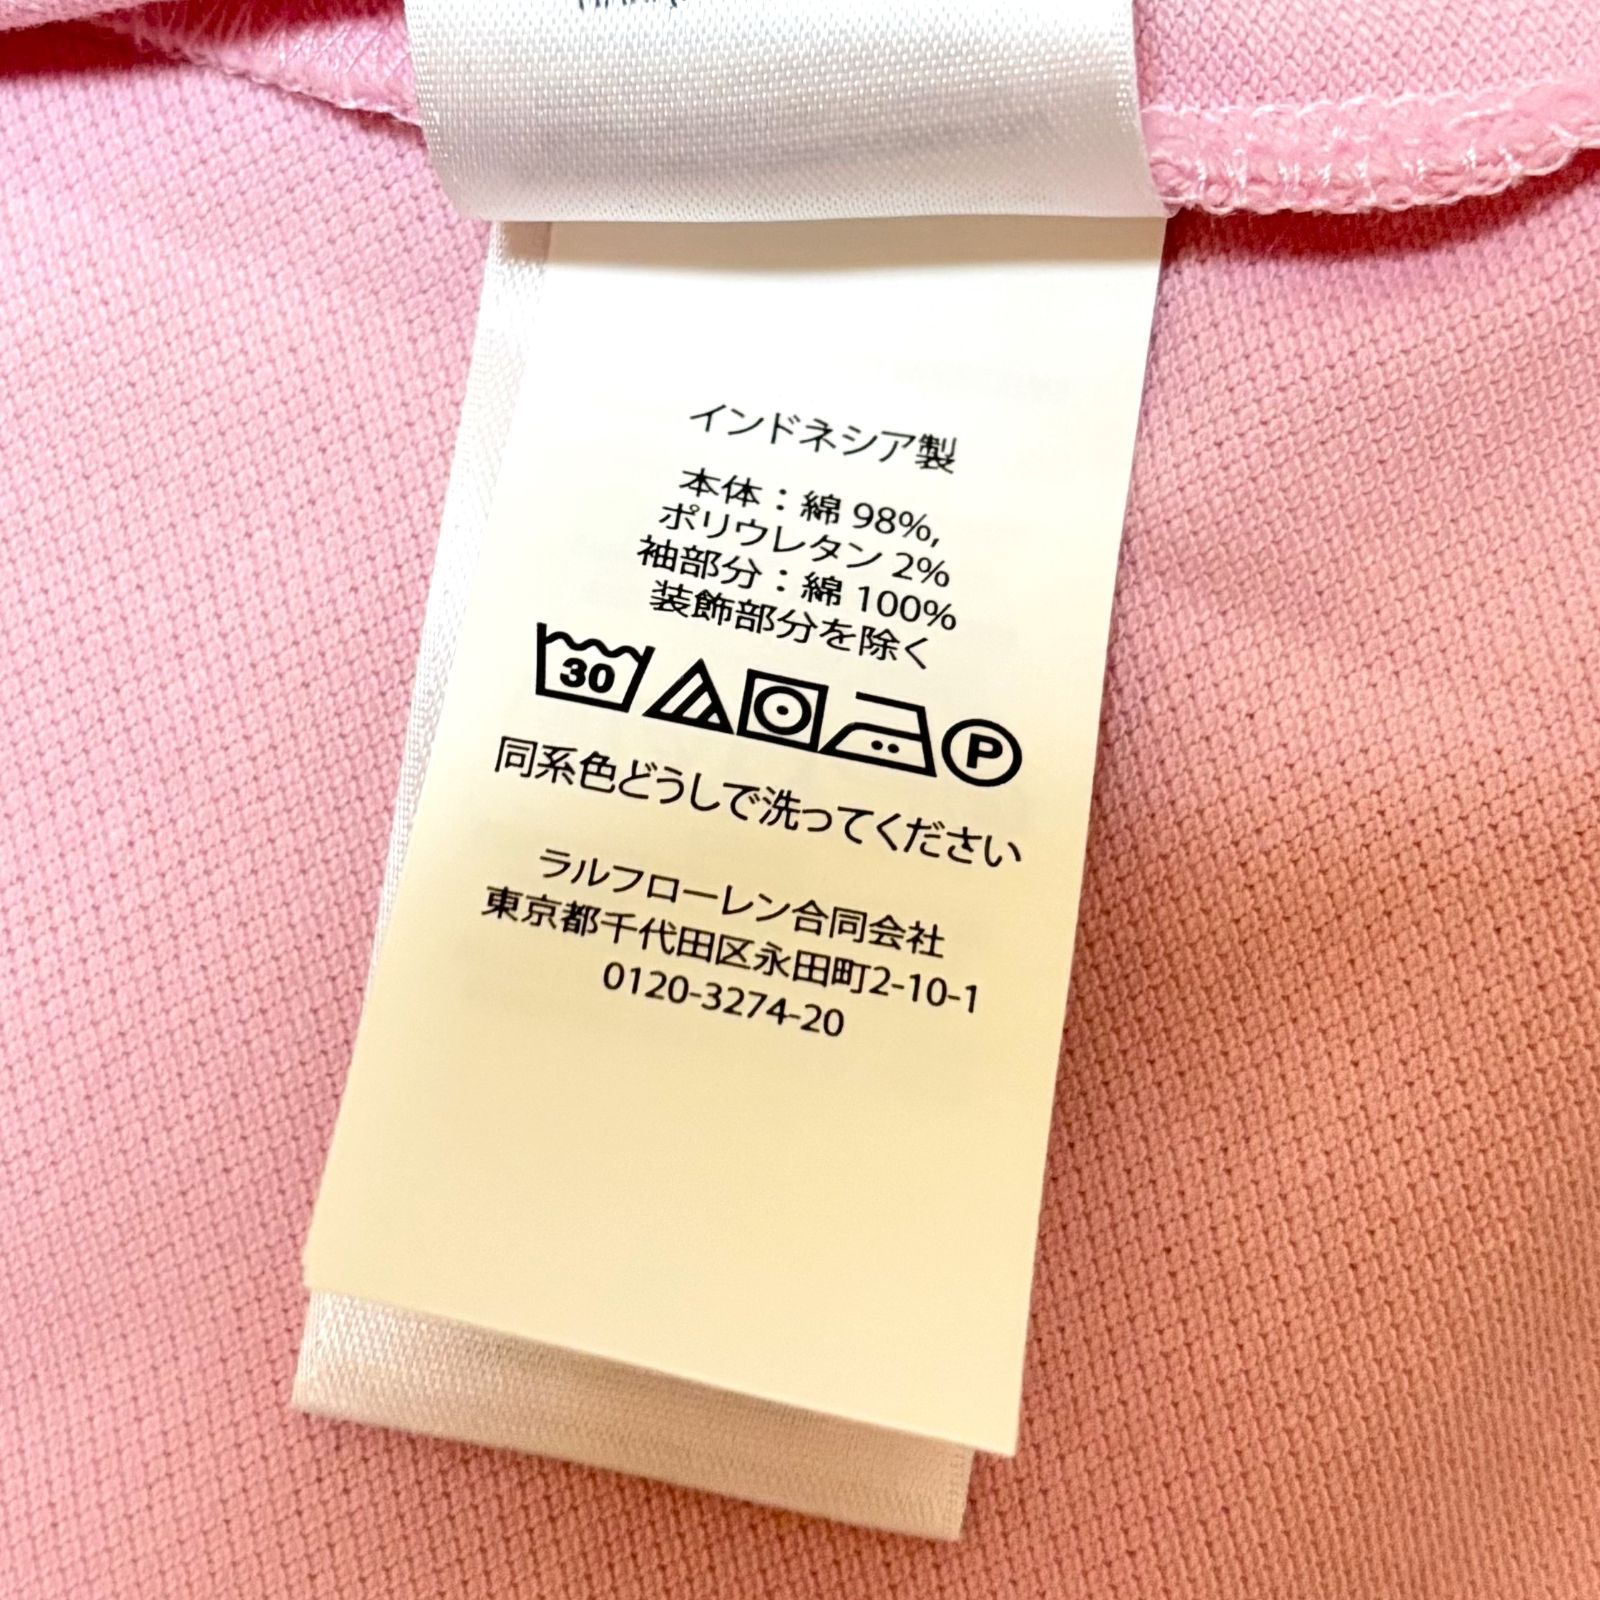 インドネシア製
本体：綿 98%,
ポリウレタン 2%
袖部分：綿 100%
装飾部分を除く
30
P
同系色どうしで洗ってください
ラルフローレン合同会社
東京都千代田区永田町2-10-1
0120-3274-20